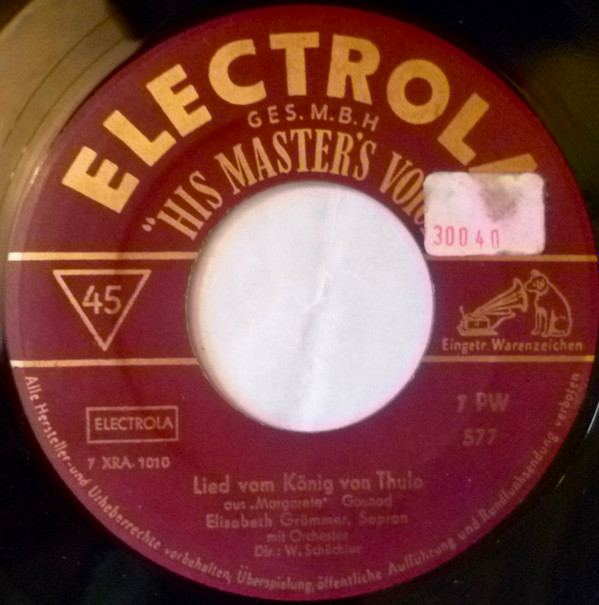 ELECTROLA
GES.M.B.H
"HIS MASTER'S VOICE
30040
45
Eingetr. Warenzeichen
ELECTROLA
7 XRA-1010
7 PW
577
Lied vom König von Thule
aus „Margarete" Gounod
Elisabeth Grümmer, Sopran
mit Orchester
Dir.: W. Schüchter
Alle Hersteller- und Urheberrechte vorbehalten, Überspielung, öffentliche Aufführung und Rundfunksendung verboten